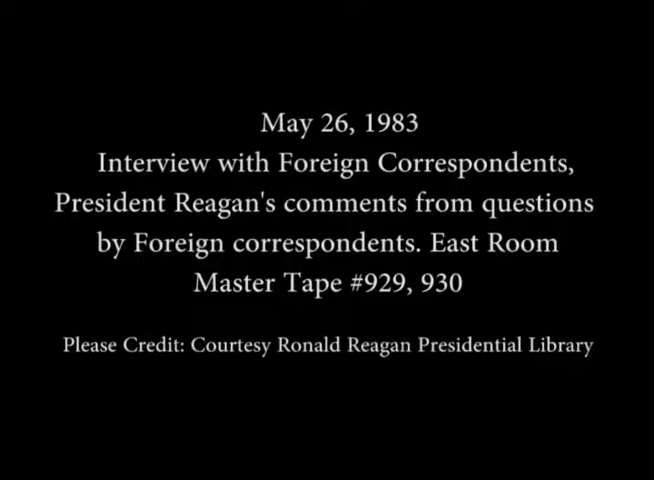 May 26, 1983
Interview with Foreign Correspondents,
President Reagan's comments from questions
by Foreign correspondents. East Room
Master Tape #929, 930
Please Credit: Courtesy Ronald Reagan Presidential Library